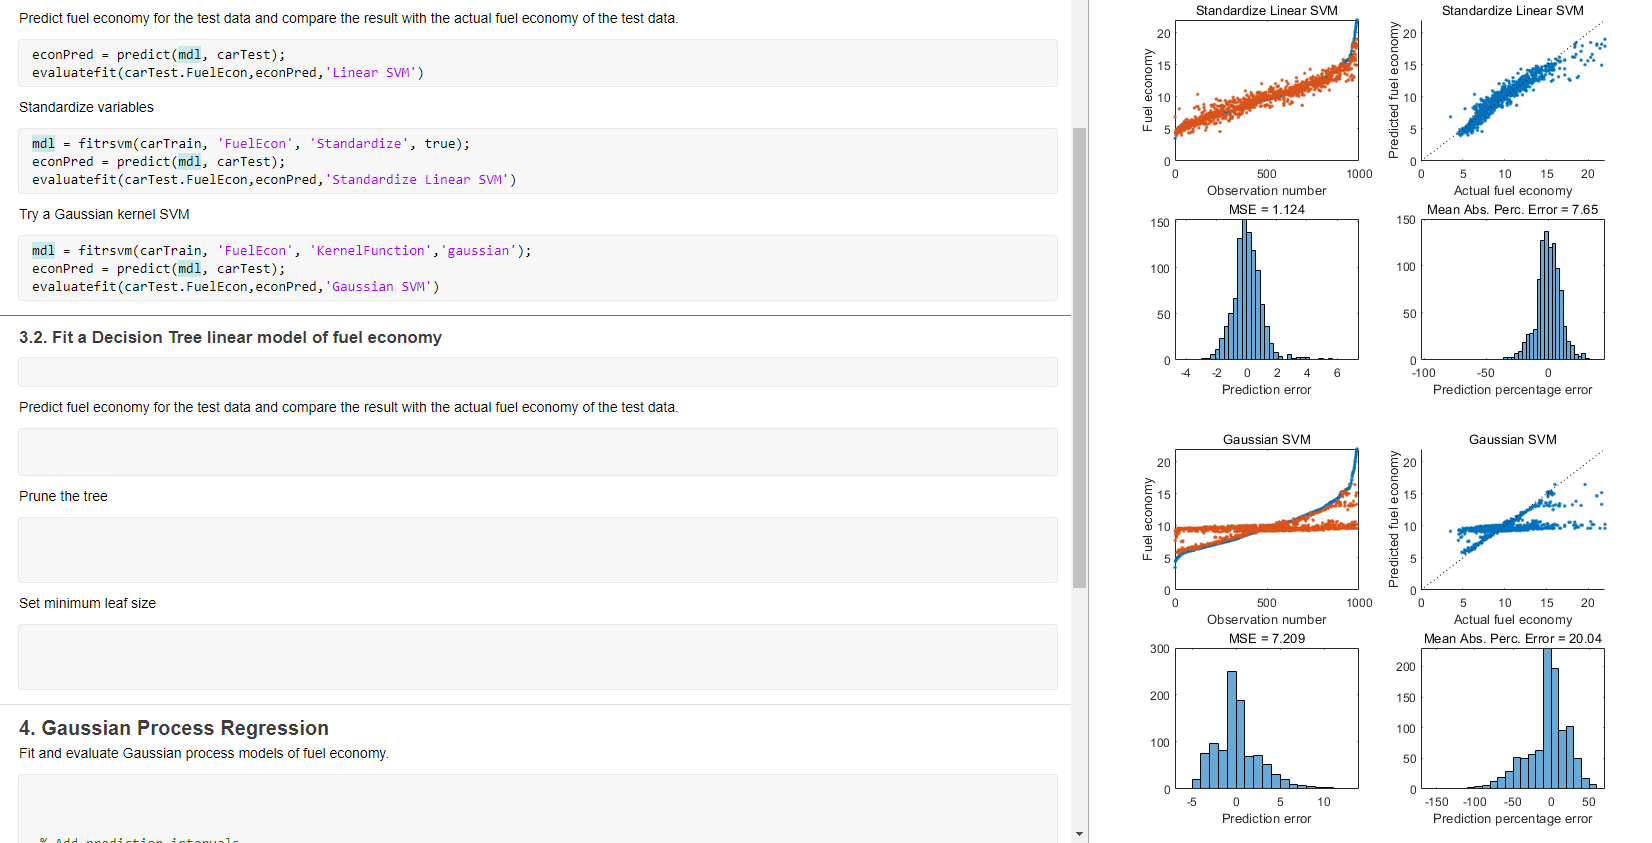 Predict fuel economy for the test data and compare the result with the actual fuel economy of the test data.
econPred = predict(mdl, carTest);
evaluatefit(carTest.FuelEcon,econPred,'Linear SVM')
Standardize variables
mdl = fitrsvm(carTrain, 'FuelEcon', 'Standardize', true);
econPred = predict(mdl, carTest);
evaluatefit(carTest.FuelEcon,econPred,'Standardize Linear SVM')
Try a Gaussian kernel SVM
mdl = fitrsvm(carTrain, 'FuelEcon', 'KernelFunction','gaussian');
econPred = predict(mdl, carTest);
evaluatefit(carTest.FuelEcon,econPred,'Gaussian SVM')
3.2. Fit a Decision Tree linear model of fuel economy
Predict fuel economy for the test data and compare the result with the actual fuel economy of the test data.
Prune the tree
Set minimum leaf size
4. Gaussian Process Regression
Fit and evaluate Gaussian process models of fuel economy.
% Add prediction intervals
Standardize Linear SVM
Fuel economy
20
15
10
5
0
0 500 1000
Observation number
Standardize Linear SVM
Predicted fuel economy
20
15
10
5
0
0 5 10 15 20
Actual fuel economy
MSE = 1.124
150
100
50
0
-4 -2 0 2 4 6
Prediction error
Mean Abs. Perc. Error = 7.65
150
100
50
0
-100 -50 0
Prediction percentage error
Gaussian SVM
Fuel economy
20
15
10
5
0
0 500 1000
Observation number
Gaussian SVM
Predicted fuel economy
20
15
10
5
0
0 5 10 15 20
Actual fuel economy
MSE = 7.209
300
200
100
0
-5 0 5 10
Prediction error
Mean Abs. Perc. Error = 20.04
200
150
100
50
0
-150 -100 -50 0 50
Prediction percentage error